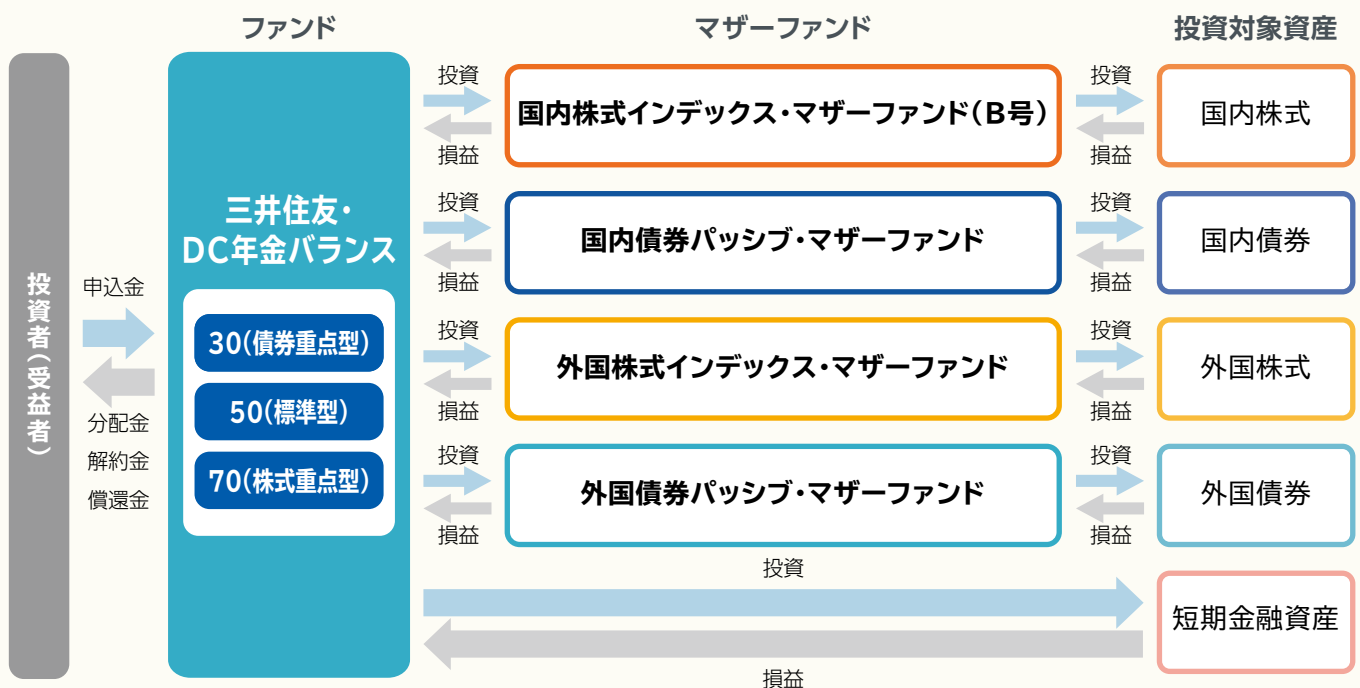 ファンド
マザーファンド
投資対象資産
投資者(受益者)
申込金
分配金
解約金
償還金
三井住友・
DC年金バランス
30(債券重点型)
50(標準型)
70(株式重点型)
投資
損益
国内株式インデックス・マザーファンド(B号)
投資
損益
国内株式
投資
損益
国内債券パッシブ・マザーファンド
投資
損益
国内債券
投資
損益
外国株式インデックス・マザーファンド
投資
損益
外国株式
投資
損益
外国債券パッシブ・マザーファンド
投資
損益
外国債券
投資
損益
短期金融資産